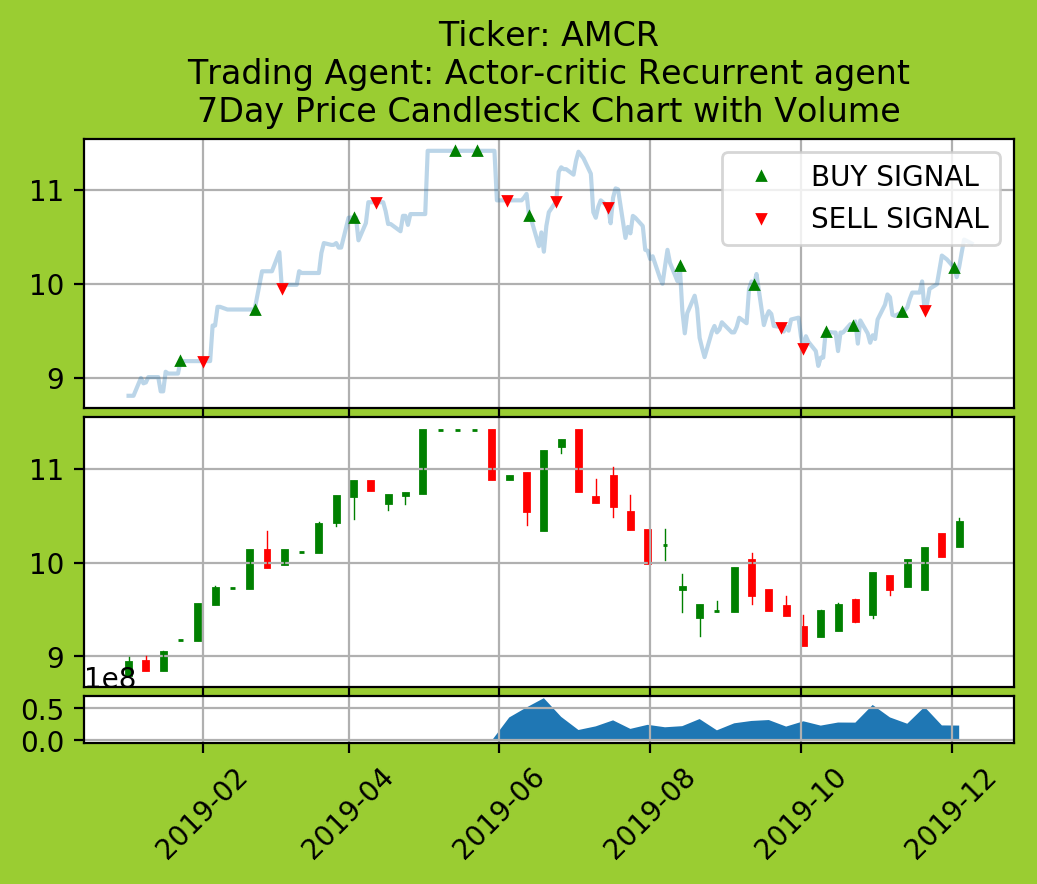 Ticker: AMCR
Trading Agent: Actor-critic Recurrent agent
7Day Price Candlestick Chart with Volume
BUY SIGNAL
SELL SIGNAL
11
10
9
11
10
9
1e8
0.5
0.0
2019-02
2019-04
2019-06
2019-08
2019-10
2019-12